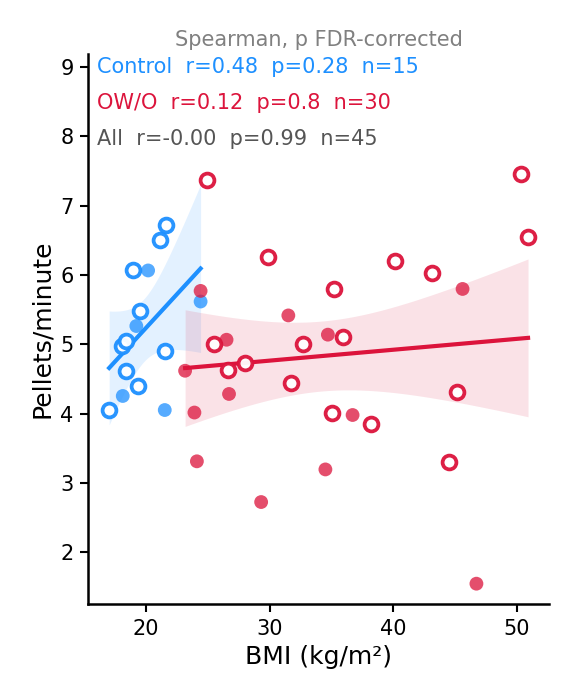 Spearman, p FDR-corrected
Control  r=0.48  p=0.28  n=15
OW/O  r=0.12  p=0.8  n=30
All  r=-0.00  p=0.99  n=45
9
8
7
6
5
4
3
2
Pellets/minute
20 30 40 50
BMI (kg/m²)